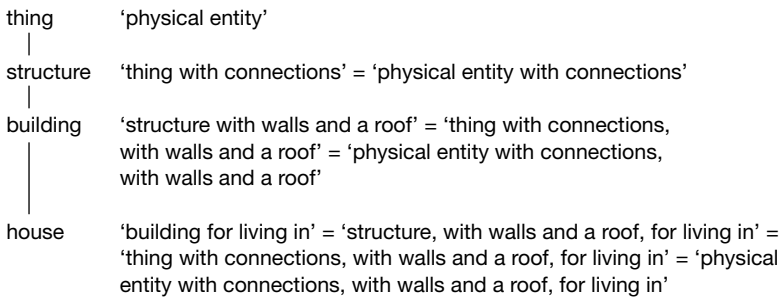 thing ‘physical entity’
structure ‘thing with connections’ = ‘physical entity with connections’
building ‘structure with walls and a roof’ = ‘thing with connections,
with walls and a roof’ = ‘physical entity with connections,
with walls and a roof’
house ‘building for living in’ = ‘structure, with walls and a roof, for living in’ =
‘thing with connections, with walls and a roof, for living in’ = ‘physical
entity with connections, with walls and a roof, for living in’